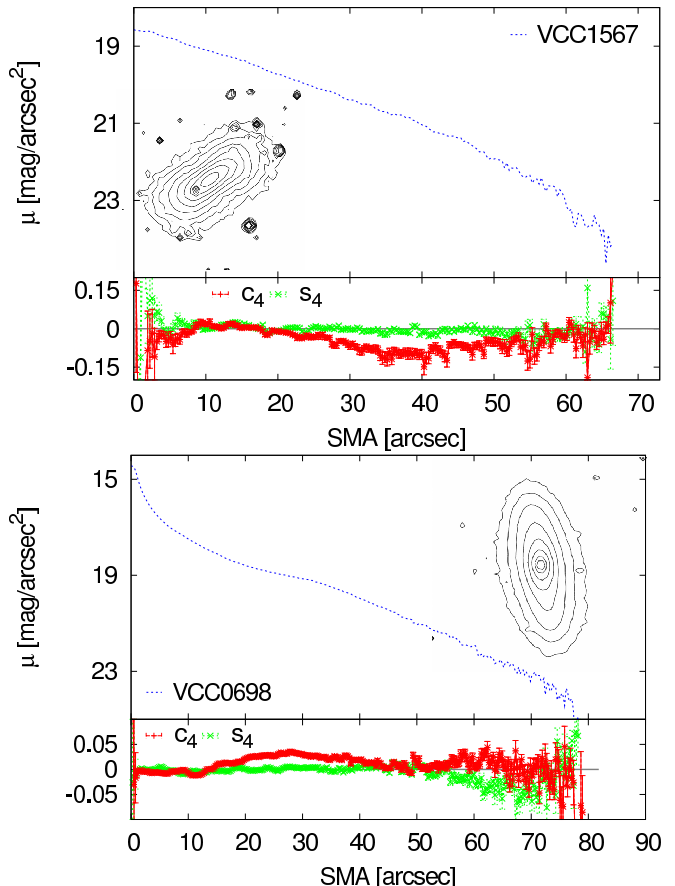 19
21
23
μ [mag/arcsec²]
VCC1567
0.15
0
-0.15
c₄ s₄
0 10 20 30 40 50 60 70
SMA [arcsec]
15
19
23
μ [mag/arcsec²]
VCC0698
0.05
0
-0.05
c₄ s₄
0 10 20 30 40 50 60 70 80 90
SMA [arcsec]